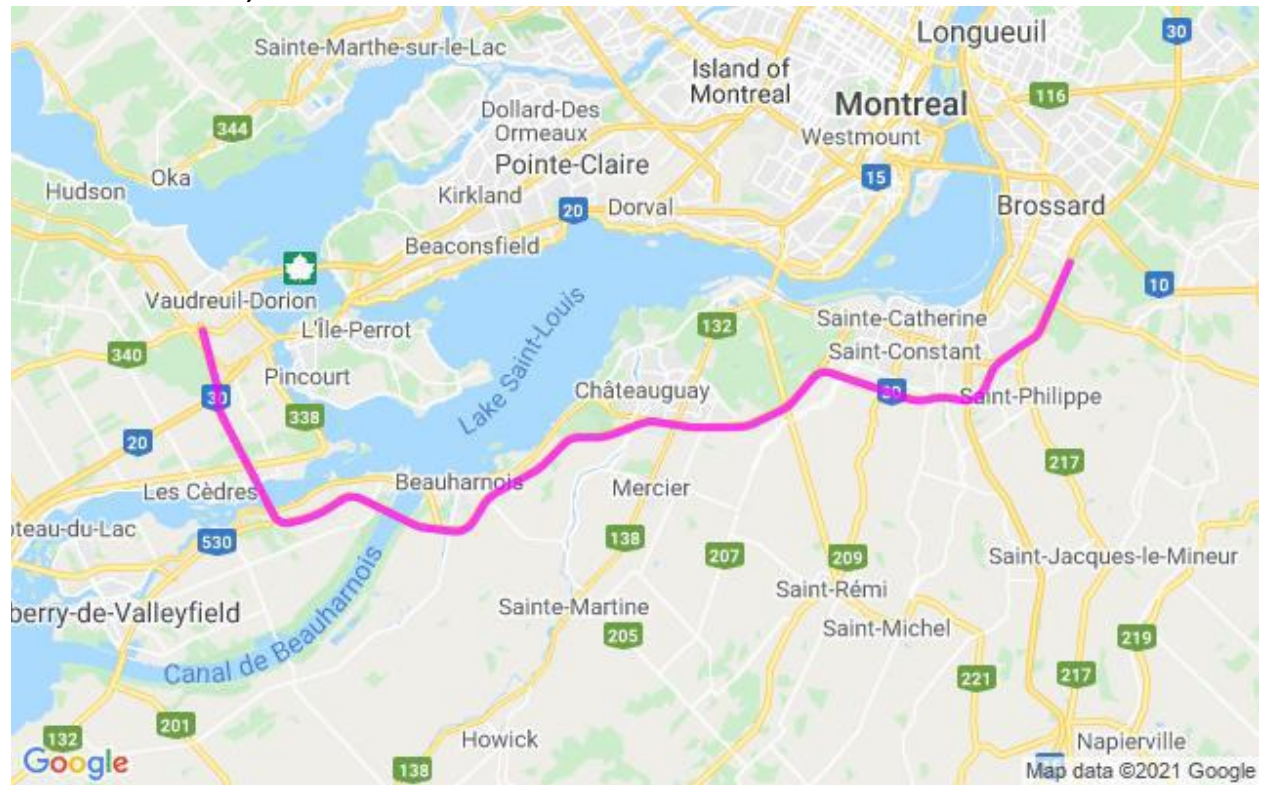 Longueuil
30
Sainte-Marthe-sur-le-Lac
Island of
Montreal
116
Montreal
Dollard-Des
Ormeaux
344
Westmount
Pointe-Claire
15
Oka
Hudson
Kirkland
20
Dorval
Brossard
Beaconsfield
10
Vaudreuil-Dorion
L'Île-Perrot
132
Sainte-Catherine
340
Saint-Constant
Pincourt
Lake Saint-Louis
Châteauguay
30
30
Saint-Philippe
338
20
217
Beauharnois
Les Cèdres
Mercier
oteau-du-Lac
530
138
207
209
Saint-Jacques-le-Mineur
Saint-Rémi
berry-de-Valleyfield
Sainte-Martine
205
Saint-Michel
219
Canal de Beauharnois
221
217
201
132
Howick
Napierville
Google
138
Map data ©2021 Google